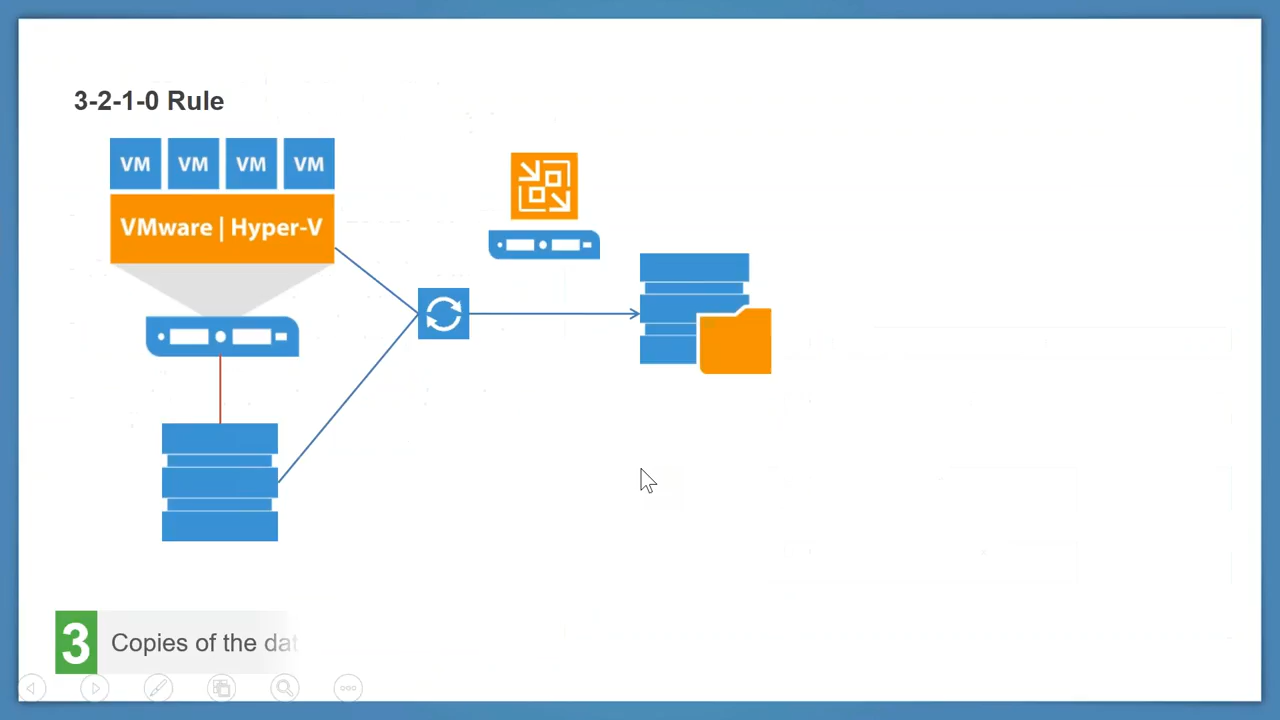 3-2-1-0 Rule
VM VM VM VM
VMware | Hyper-V
3 Copies of the dat